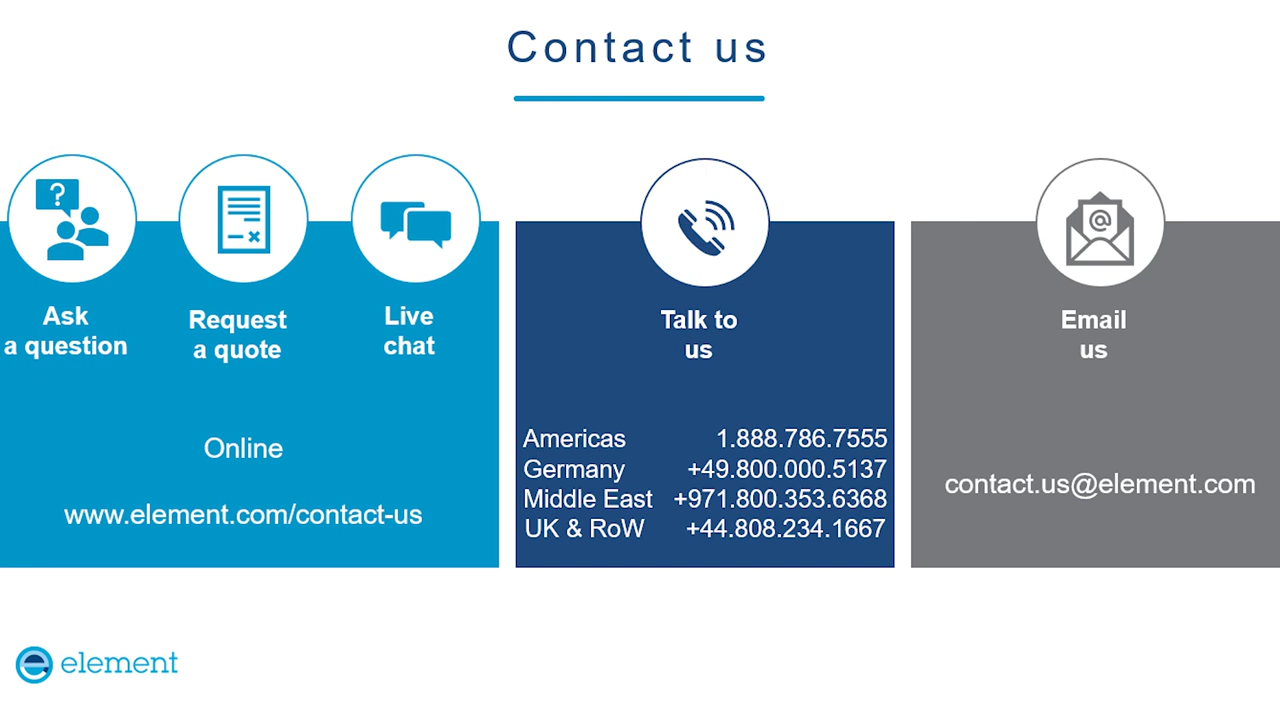 Contact us
?
Ask
a question
Request
a quote
Live
chat
Online
www.element.com/contact-us
Talk to
us
Americas 1.888.786.7555
Germany +49.800.000.5137
Middle East +971.800.353.6368
UK & RoW +44.808.234.1667
@
Email
us
contact.us@element.com
element